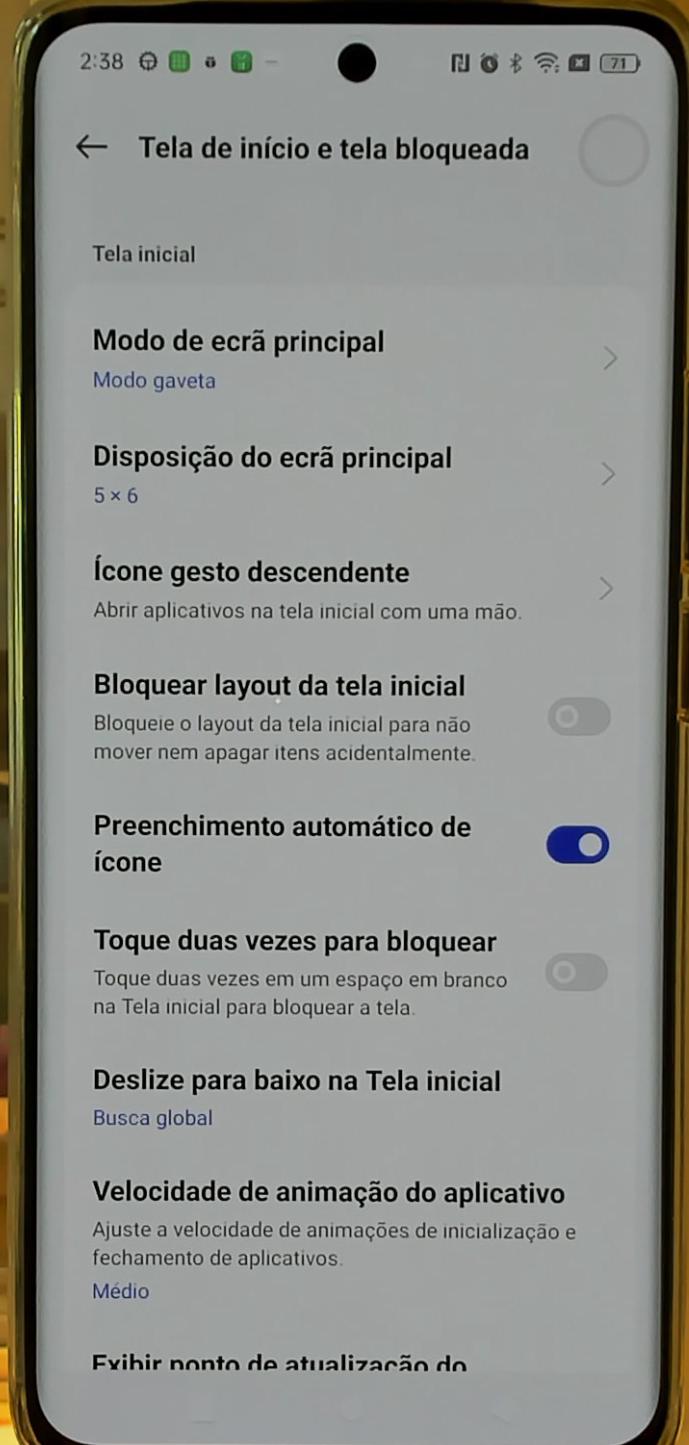 2:38
71
Tela de início e tela bloqueada
Tela inicial
Modo de ecrã principal
Modo gaveta
Disposição do ecrã principal
5 × 6
Ícone gesto descendente
Abrir aplicativos na tela inicial com uma mão.
Bloquear layout da tela inicial
Bloqueie o layout da tela inicial para não
mover nem apagar itens acidentalmente.
Preenchimento automático de
ícone
Toque duas vezes para bloquear
Toque duas vezes em um espaço em branco
na Tela inicial para bloquear a tela.
Deslize para baixo na Tela inicial
Busca global
Velocidade de animação do aplicativo
Ajuste a velocidade de animações de inicialização e
fechamento de aplicativos.
Médio
Exibir ponto de atualização do